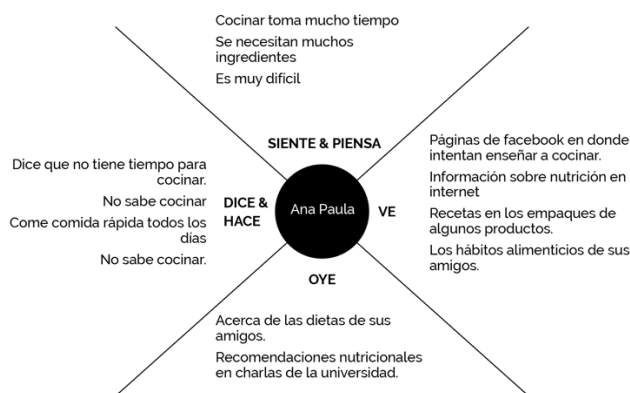 Cocinar toma mucho tiempo
Se necesitan muchos
ingredientes
Es muy difícil
SIENTE & PIENSA
Dice que no tiene tiempo para
cocinar.
No sabe cocinar
Come comida rápida todos los
días
No sabe cocinar.
DICE &
HACE
Ana Paula
VE
Páginas de facebook en donde
intentan enseñar a cocinar.
Información sobre nutrición en
internet
Recetas en los empaques de
algunos productos.
Los hábitos alimenticios de sus
amigos.
OYE
Acerca de las dietas de sus
amigos.
Recomendaciones nutricionales
en charlas de la universidad.